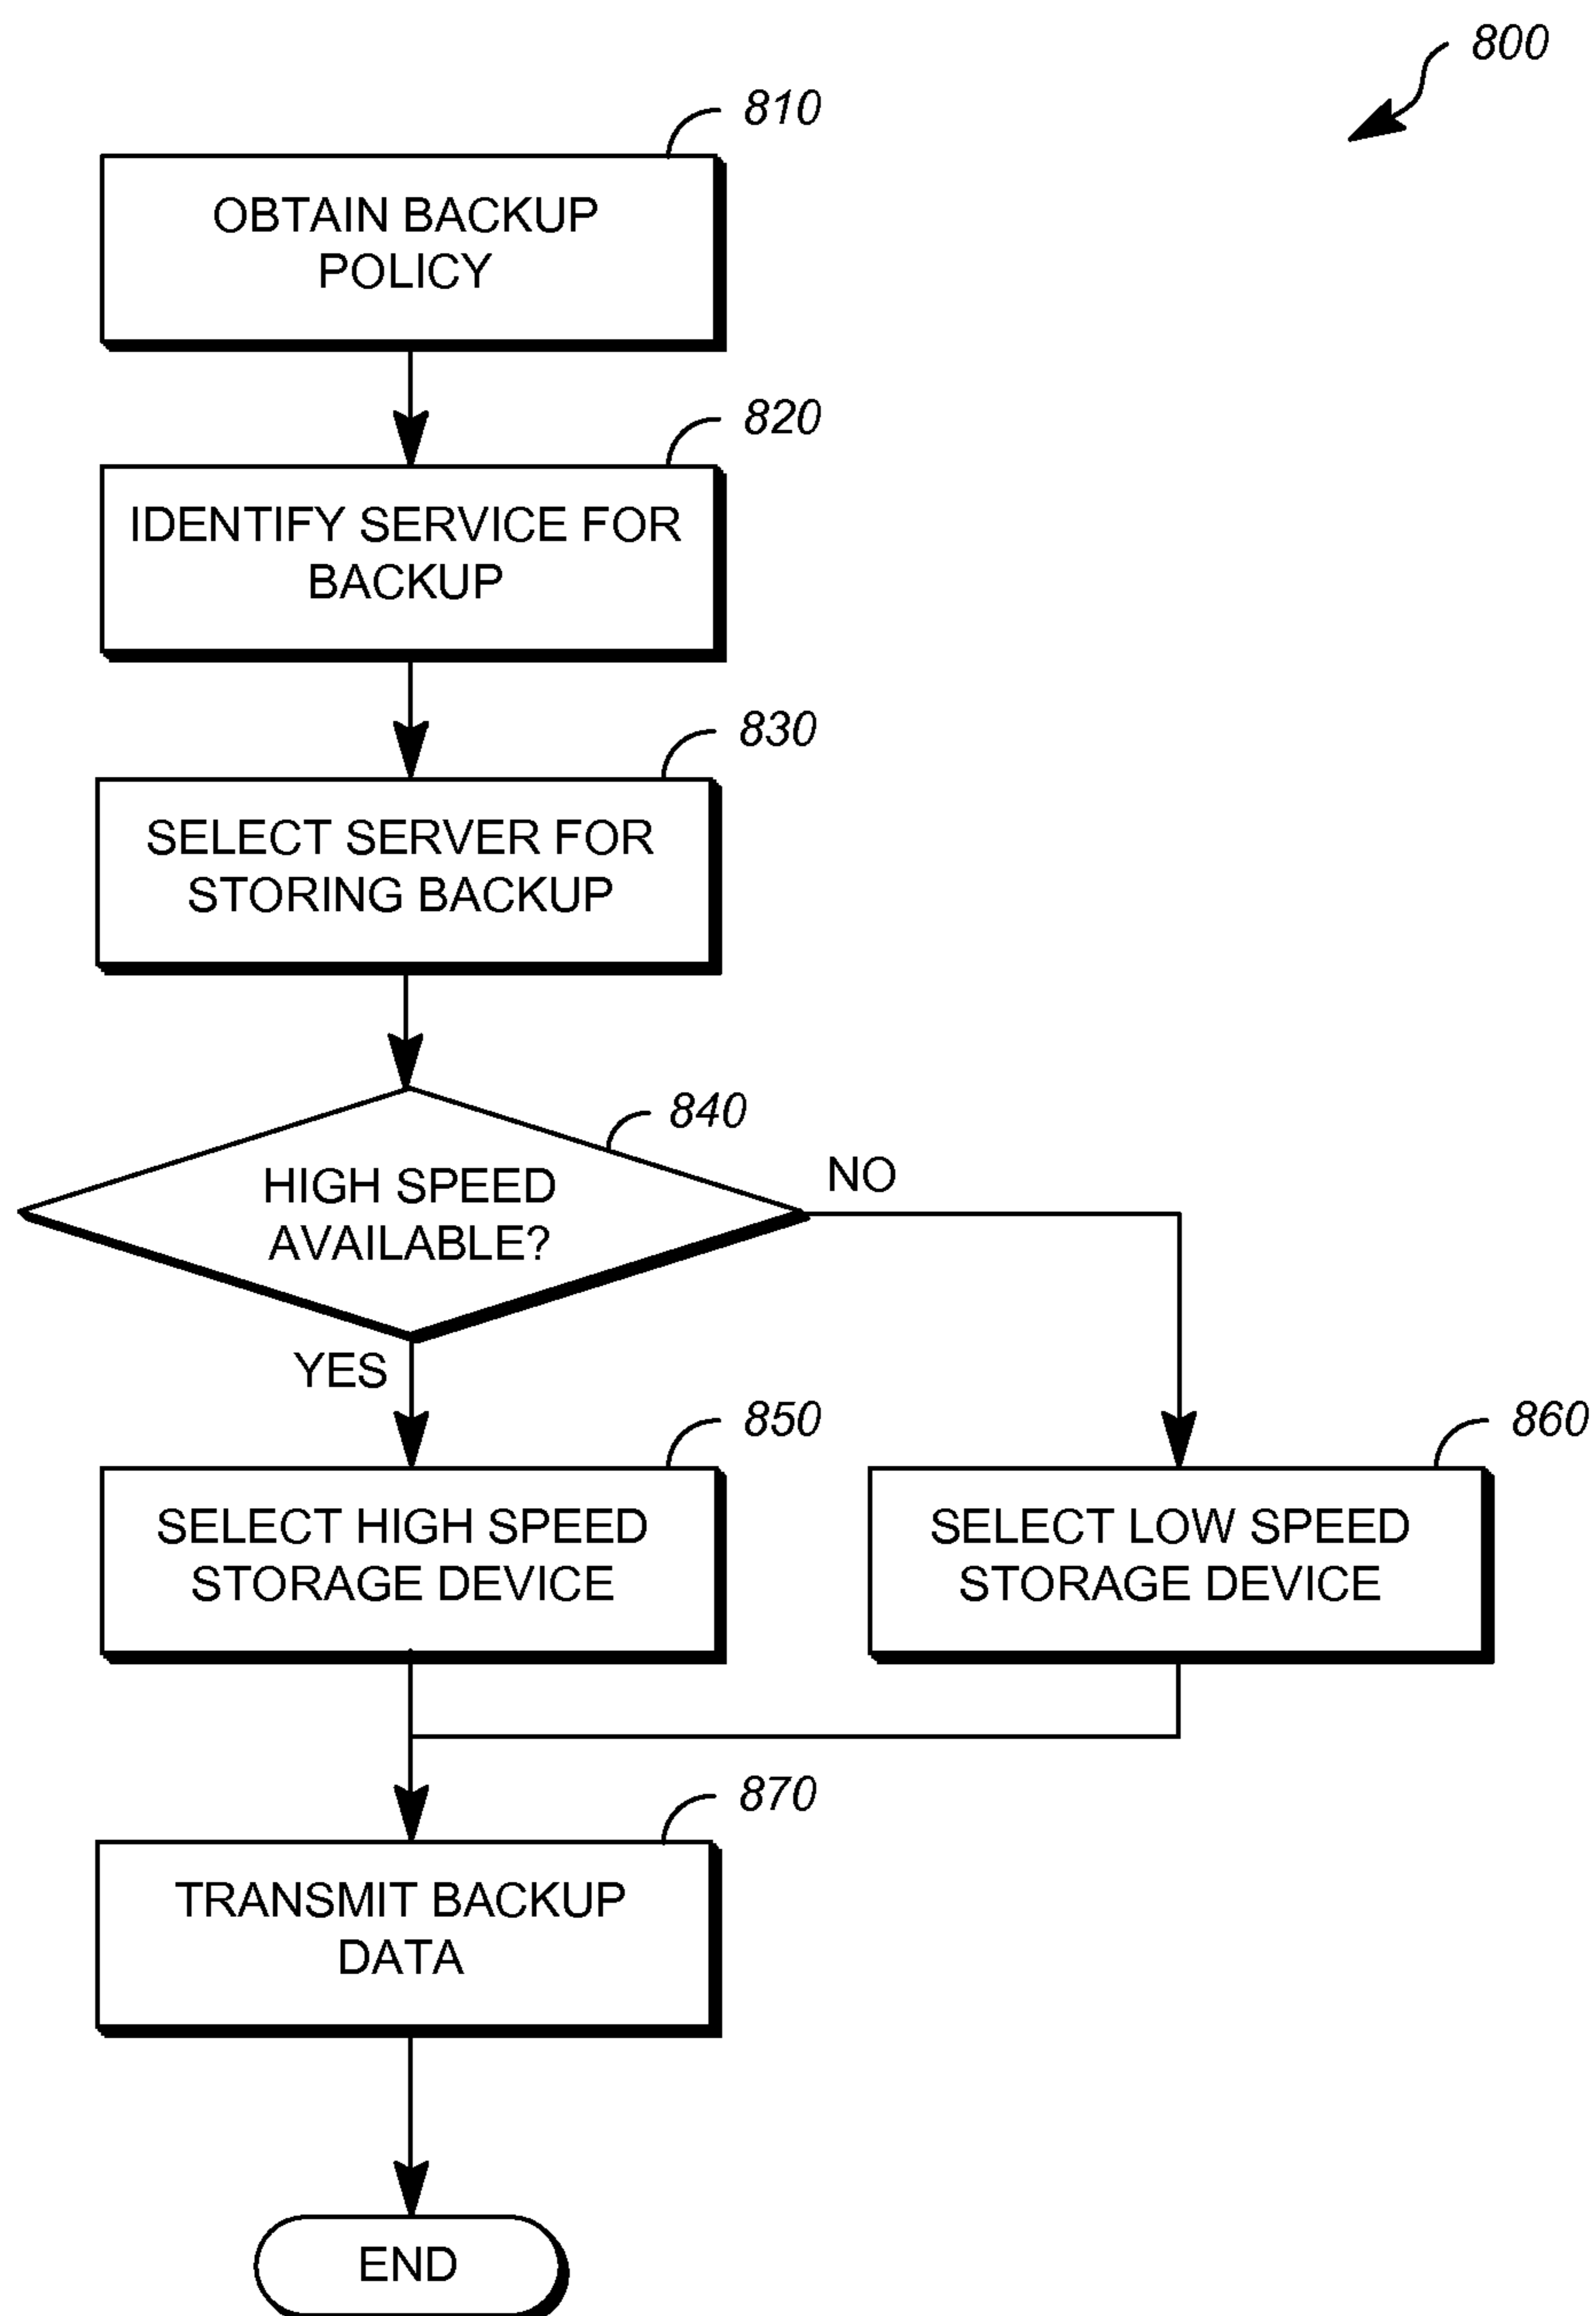 800
810
OBTAIN BACKUP
POLICY
820
IDENTIFY SERVICE FOR
BACKUP
830
SELECT SERVER FOR
STORING BACKUP
840
HIGH SPEED
AVAILABLE?
NO
YES
850
SELECT HIGH SPEED
STORAGE DEVICE
860
SELECT LOW SPEED
STORAGE DEVICE
870
TRANSMIT BACKUP
DATA
END